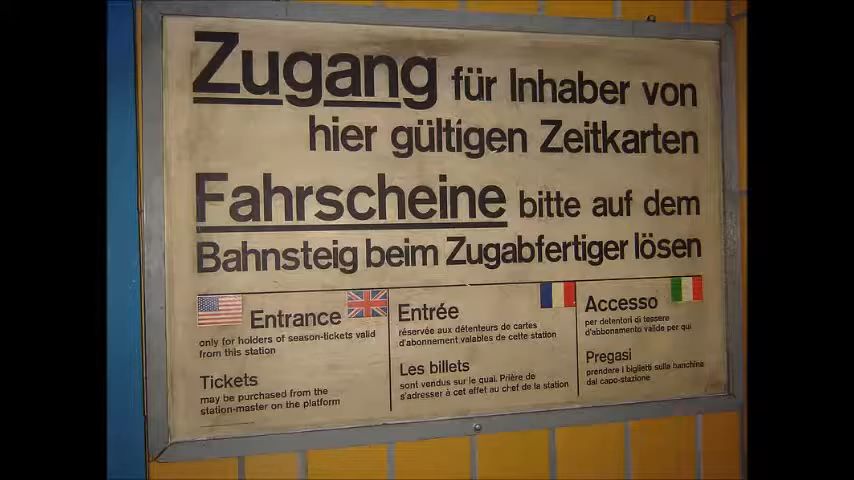 Zugang für Inhaber von
hier gültigen Zeitkarten
Fahrscheine bitte auf dem
Bahnsteig beim Zugabfertiger lösen
Entrance
only for holders of season-tickets valid
from this station
Tickets
may be purchased from the
station-master on the platform
Entrée
réservée aux détenteurs de cartes
d'abonnement valables de cette station
Les billets
sont vendus sur le quai. Prière de
s'adresser à cet effet au chef de la station
Accesso
per detentori di tessere
d'abbonamento valide per qui
Pregasi
prendere i biglietti sulla banchina
dal capo-stazione